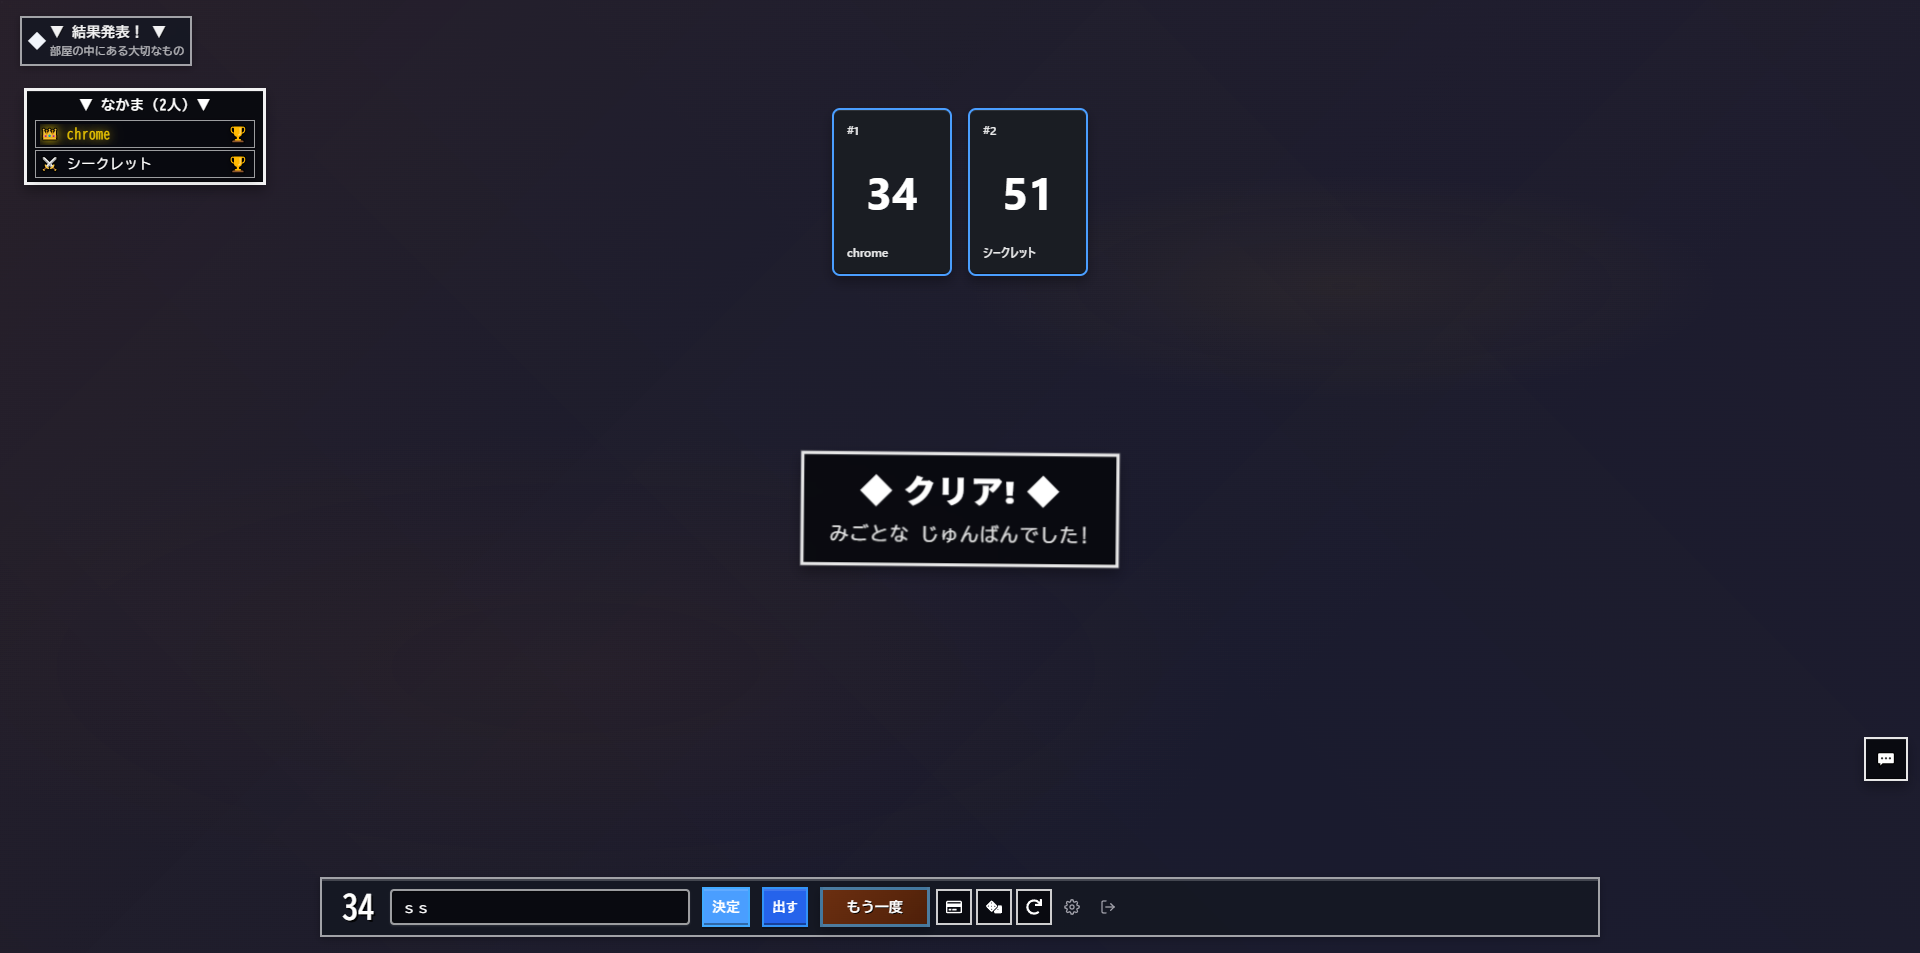 ◆ ▼ 結果発表！ ▼
部屋の中にある大切なもの
▼ なかま（2人）▼
chrome
シークレット
#1
34
chrome
#2
51
シークレット
◆ クリア! ◆
みごとな じゅんばんでした!
34 ｓｓ 決定 出す もう一度